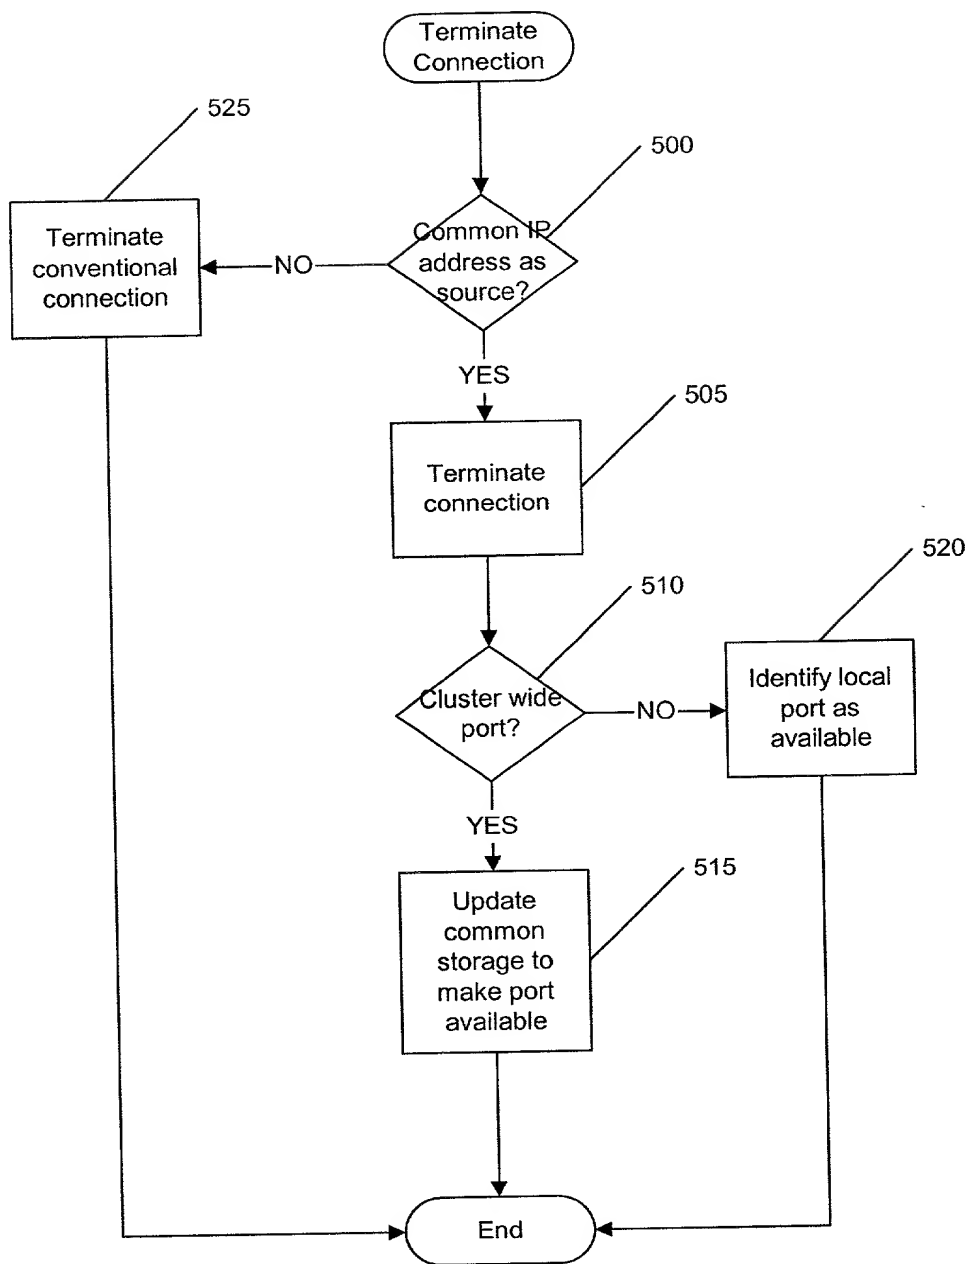 Terminate
Connection
525
500
Common IP
address as
source?
NO
Terminate
conventional
connection
YES
505
Terminate
connection
520
510
Cluster wide
port?
NO
Identify local
port as
available
YES
515
Update
common
storage to
make port
available
End